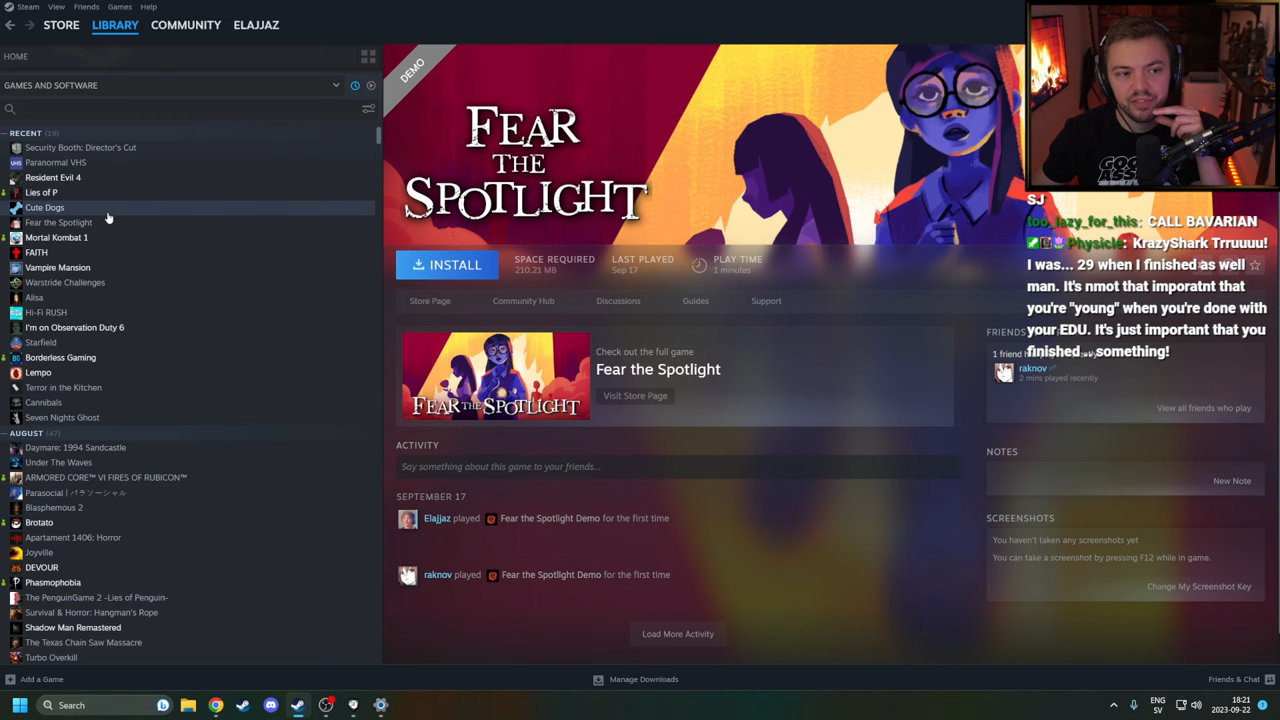 Steam View Friends Games Help
STORE LIBRARY COMMUNITY ELAJJAZ
HOME
GAMES AND SOFTWARE
RECENT (19)
Security Booth: Director's Cut
Paranormal VHS
Resident Evil 4
Lies of P
Cute Dogs
Fear the Spotlight
Mortal Kombat 1
FAITH
Vampire Mansion
Warstride Challenges
Alisa
Hi-Fi RUSH
I'm on Observation Duty 6
Starfield
Borderless Gaming
Lempo
Terror in the Kitchen
Cannibals
Seven Nights Ghost
AUGUST (47)
Daymare: 1994 Sandcastle
Under The Waves
ARMORED CORE™ VI FIRES OF RUBICON™
Parasocial | パラソーシャル
Blasphemous 2
Brotato
Apartament 1406: Horror
Joyville
DEVOUR
Phasmophobia
The PenguinGame 2 -Lies of Penguin-
Survival & Horror: Hangman's Rope
Shadow Man Remastered
The Texas Chain Saw Massacre
Turbo Overkill
Add a Game
DEMO
FEAR
THE
SPOTLIGHT
INSTALL
SPACE REQUIRED
210.21 MB
LAST PLAYED
Sep 17
PLAY TIME
1 minutes
Store Page Community Hub Discussions Guides Support
FEAR THE SPOTLIGHT
Check out the full game
Fear the Spotlight
Visit Store Page
ACTIVITY
Say something about this game to your friends...
SEPTEMBER 17
Elajjaz played Fear the Spotlight Demo for the first time
raknov played Fear the Spotlight Demo for the first time
Load More Activity
Manage Downloads
GOO
ASS
SJ
too_lazy_for_this: CALL BAVARIAN
Physicle: KrazyShark Trruuuu!
I was... 29 when I finished as well
man. It's nmot that imporatnt that
you're "young" when you're done with
your EDU. It's just important that you
finished .. something!
FRIENDS
1 friend
raknov
2 mins played recently
View all friends who play
NOTES
New Note
SCREENSHOTS
You haven't taken any screenshots yet
You can take a screenshot by pressing F12 while in game.
Change My Screenshot Key
Friends & Chat
Search
ENG
SV
18:21
2023-09-22